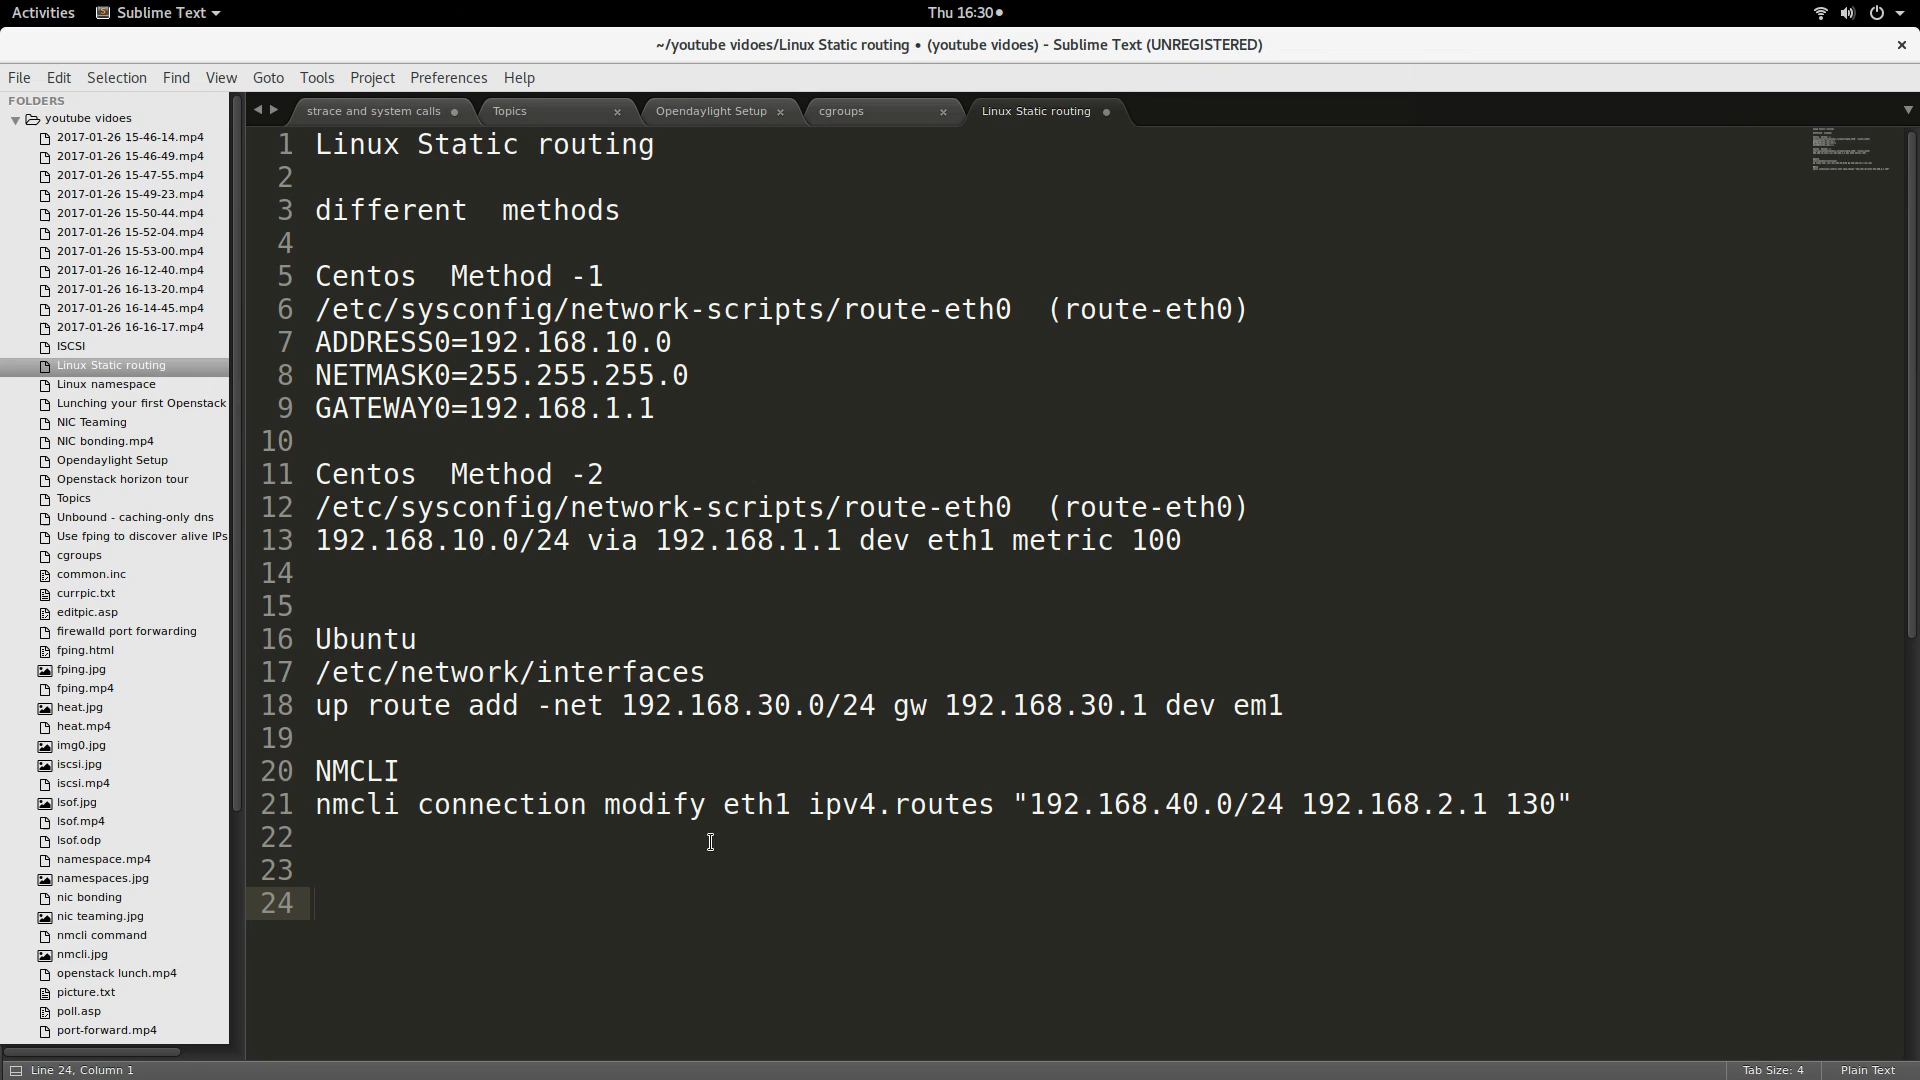 Activities Sublime Text Thu 16:30
~/youtube vidoes/Linux Static routing • (youtube vidoes) - Sublime Text (UNREGISTERED)
File Edit Selection Find View Goto Tools Project Preferences Help
strace and system calls Topics Opendaylight Setup cgroups Linux Static routing
FOLDERS
youtube vidoes
2017-01-26 15-46-14.mp4
2017-01-26 15-46-49.mp4
2017-01-26 15-47-55.mp4
2017-01-26 15-49-23.mp4
2017-01-26 15-50-44.mp4
2017-01-26 15-52-04.mp4
2017-01-26 15-53-00.mp4
2017-01-26 16-12-40.mp4
2017-01-26 16-13-20.mp4
2017-01-26 16-14-45.mp4
2017-01-26 16-16-17.mp4
ISCSI
Linux Static routing
Linux namespace
Lunching your first Openstack
NIC Teaming
NIC bonding.mp4
Opendaylight Setup
Openstack horizon tour
Topics
Unbound - caching-only dns
Use fping to discover alive IPs
cgroups
common.inc
currpic.txt
editpic.asp
firewalld port forwarding
fping.html
fping.jpg
fping.mp4
heat.jpg
heat.mp4
img0.jpg
iscsi.jpg
iscsi.mp4
lsof.jpg
lsof.mp4
lsof.odp
namespace.mp4
namespaces.jpg
nic bonding
nic teaming.jpg
nmcli command
nmcli.jpg
openstack lunch.mp4
picture.txt
poll.asp
port-forward.mp4
1 Linux Static routing
2
3 different  methods
4
5 Centos  Method -1
6 /etc/sysconfig/network-scripts/route-eth0  (route-eth0)
7 ADDRESS0=192.168.10.0
8 NETMASK0=255.255.255.0
9 GATEWAY0=192.168.1.1
10
11 Centos  Method -2
12 /etc/sysconfig/network-scripts/route-eth0  (route-eth0)
13 192.168.10.0/24 via 192.168.1.1 dev eth1 metric 100
14
15
16 Ubuntu
17 /etc/network/interfaces
18 up route add -net 192.168.30.0/24 gw 192.168.30.1 dev em1
19
20 NMCLI
21 nmcli connection modify eth1 ipv4.routes "192.168.40.0/24 192.168.2.1 130"
22
23
24
Line 24, Column 1 Tab Size: 4 Plain Text